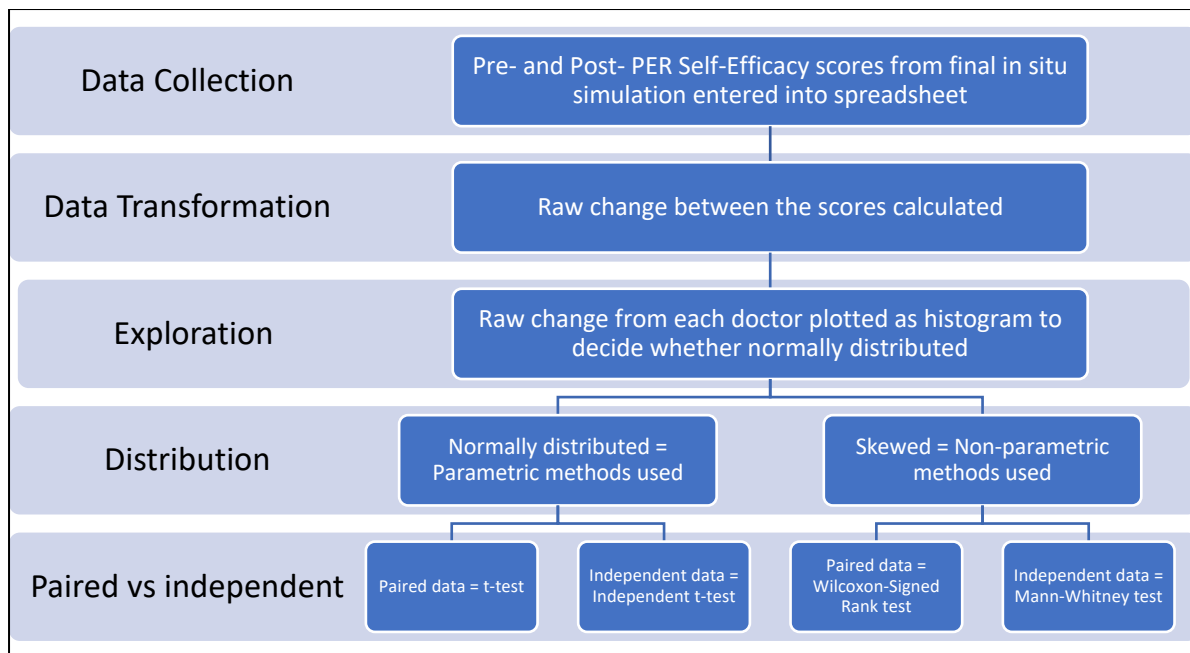 Data Collection
Pre- and Post- PER Self-Efficacy scores from final in situ
simulation entered into spreadsheet
Data Transformation
Raw change between the scores calculated
Exploration
Raw change from each doctor plotted as histogram to
decide whether normally distributed
Distribution
Normally distributed =
Parametric methods used
Skewed = Non-parametric
methods used
Paired vs independent
Paired data = t-test
Independent data =
Independent t-test
Paired data =
Wilcoxon-Signed
Rank test
Independent data =
Mann-Whitney test